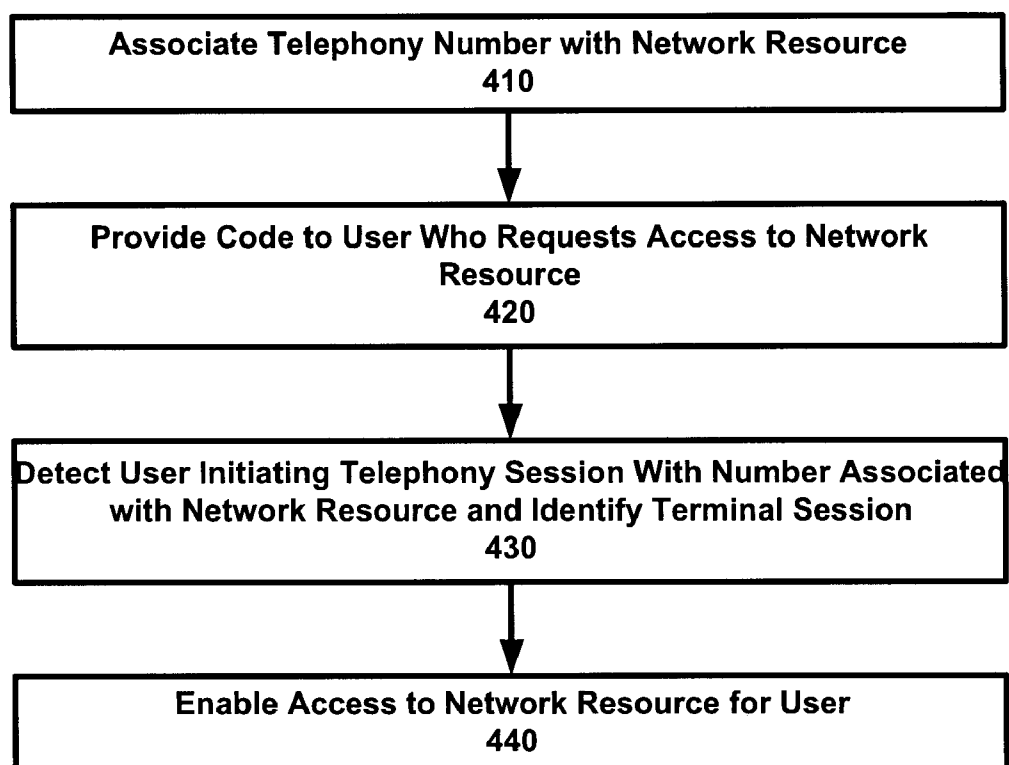 Associate Telephony Number with Network Resource
410
Provide Code to User Who Requests Access to Network
Resource
420
Detect User Initiating Telephony Session With Number Associated
with Network Resource and Identify Terminal Session
430
Enable Access to Network Resource for User
440